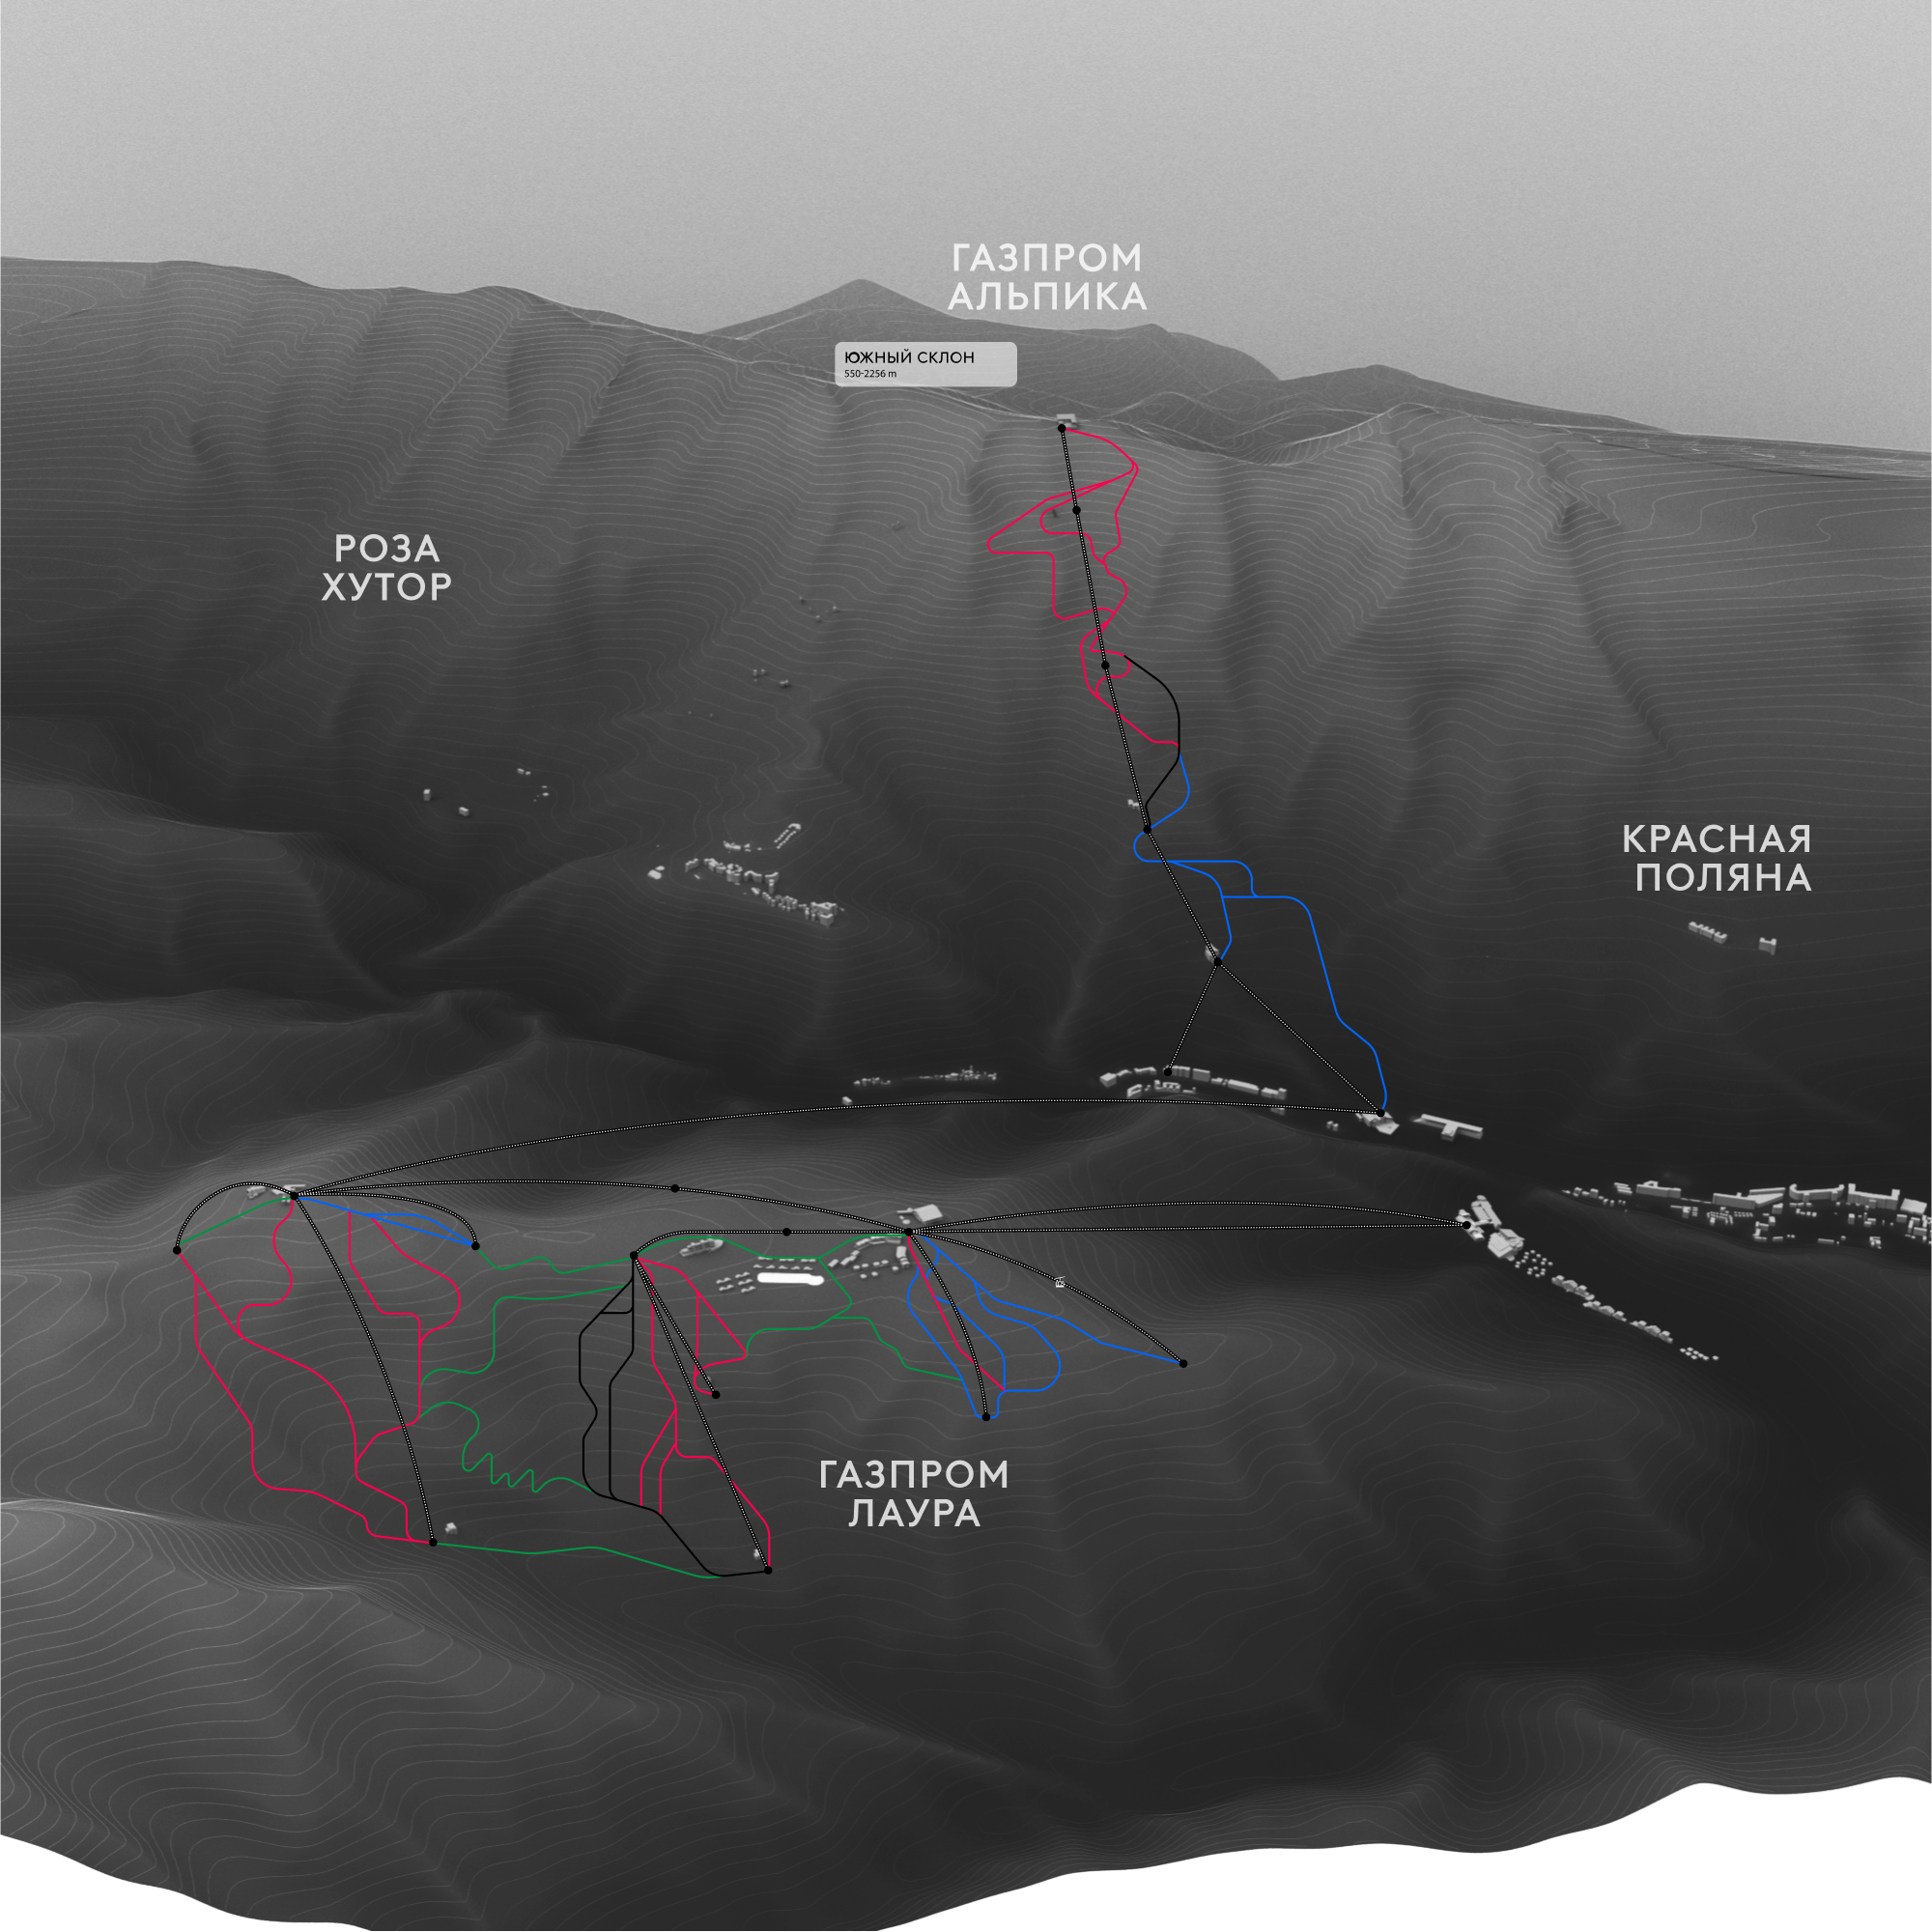 ГАЗПРОМ
АЛЬПИКА
ЮЖНЫЙ СКЛОН
550-2256 m
РОЗА
ХУТОР
КРАСНАЯ
ПОЛЯНА
ГАЗПРОМ
ЛАУРА